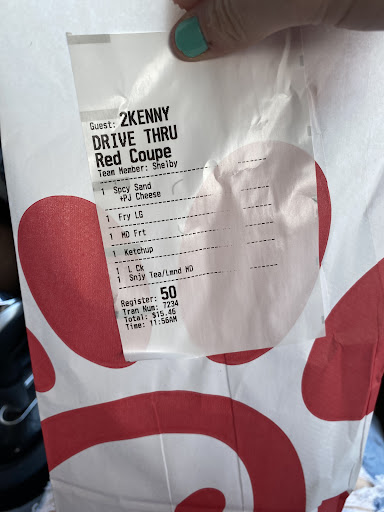 Guest: 2KENNY
DRIVE THRU
Red Coupe
Team Member: Shelby
1 Spcy Sand
+PJ Cheese
1 Fry LG
1 MD Frt
1 Ketchup
1 L Ck
1 Snjy Tea/Lmnd MD
Register: 50
Tran Num: 7234
Total: $15.46
Time: 11:56AM